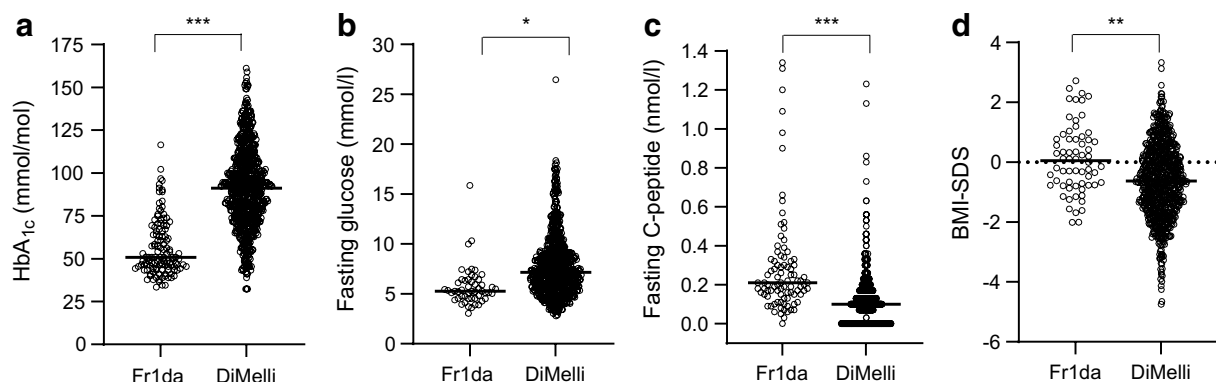 a
***
HbA1c (mmol/mol)
175
150
125
100
75
50
25
0
Fr1da DiMelli
b
*
Fasting glucose (mmol/l)
30
25
20
15
10
5
0
Fr1da DiMelli
c
***
Fasting C-peptide (nmol/l)
1.4
1.2
1.0
0.8
0.6
0.4
0.2
0.0
Fr1da DiMelli
d
**
BMI-SDS
4
2
0
-2
-4
-6
Fr1da DiMelli